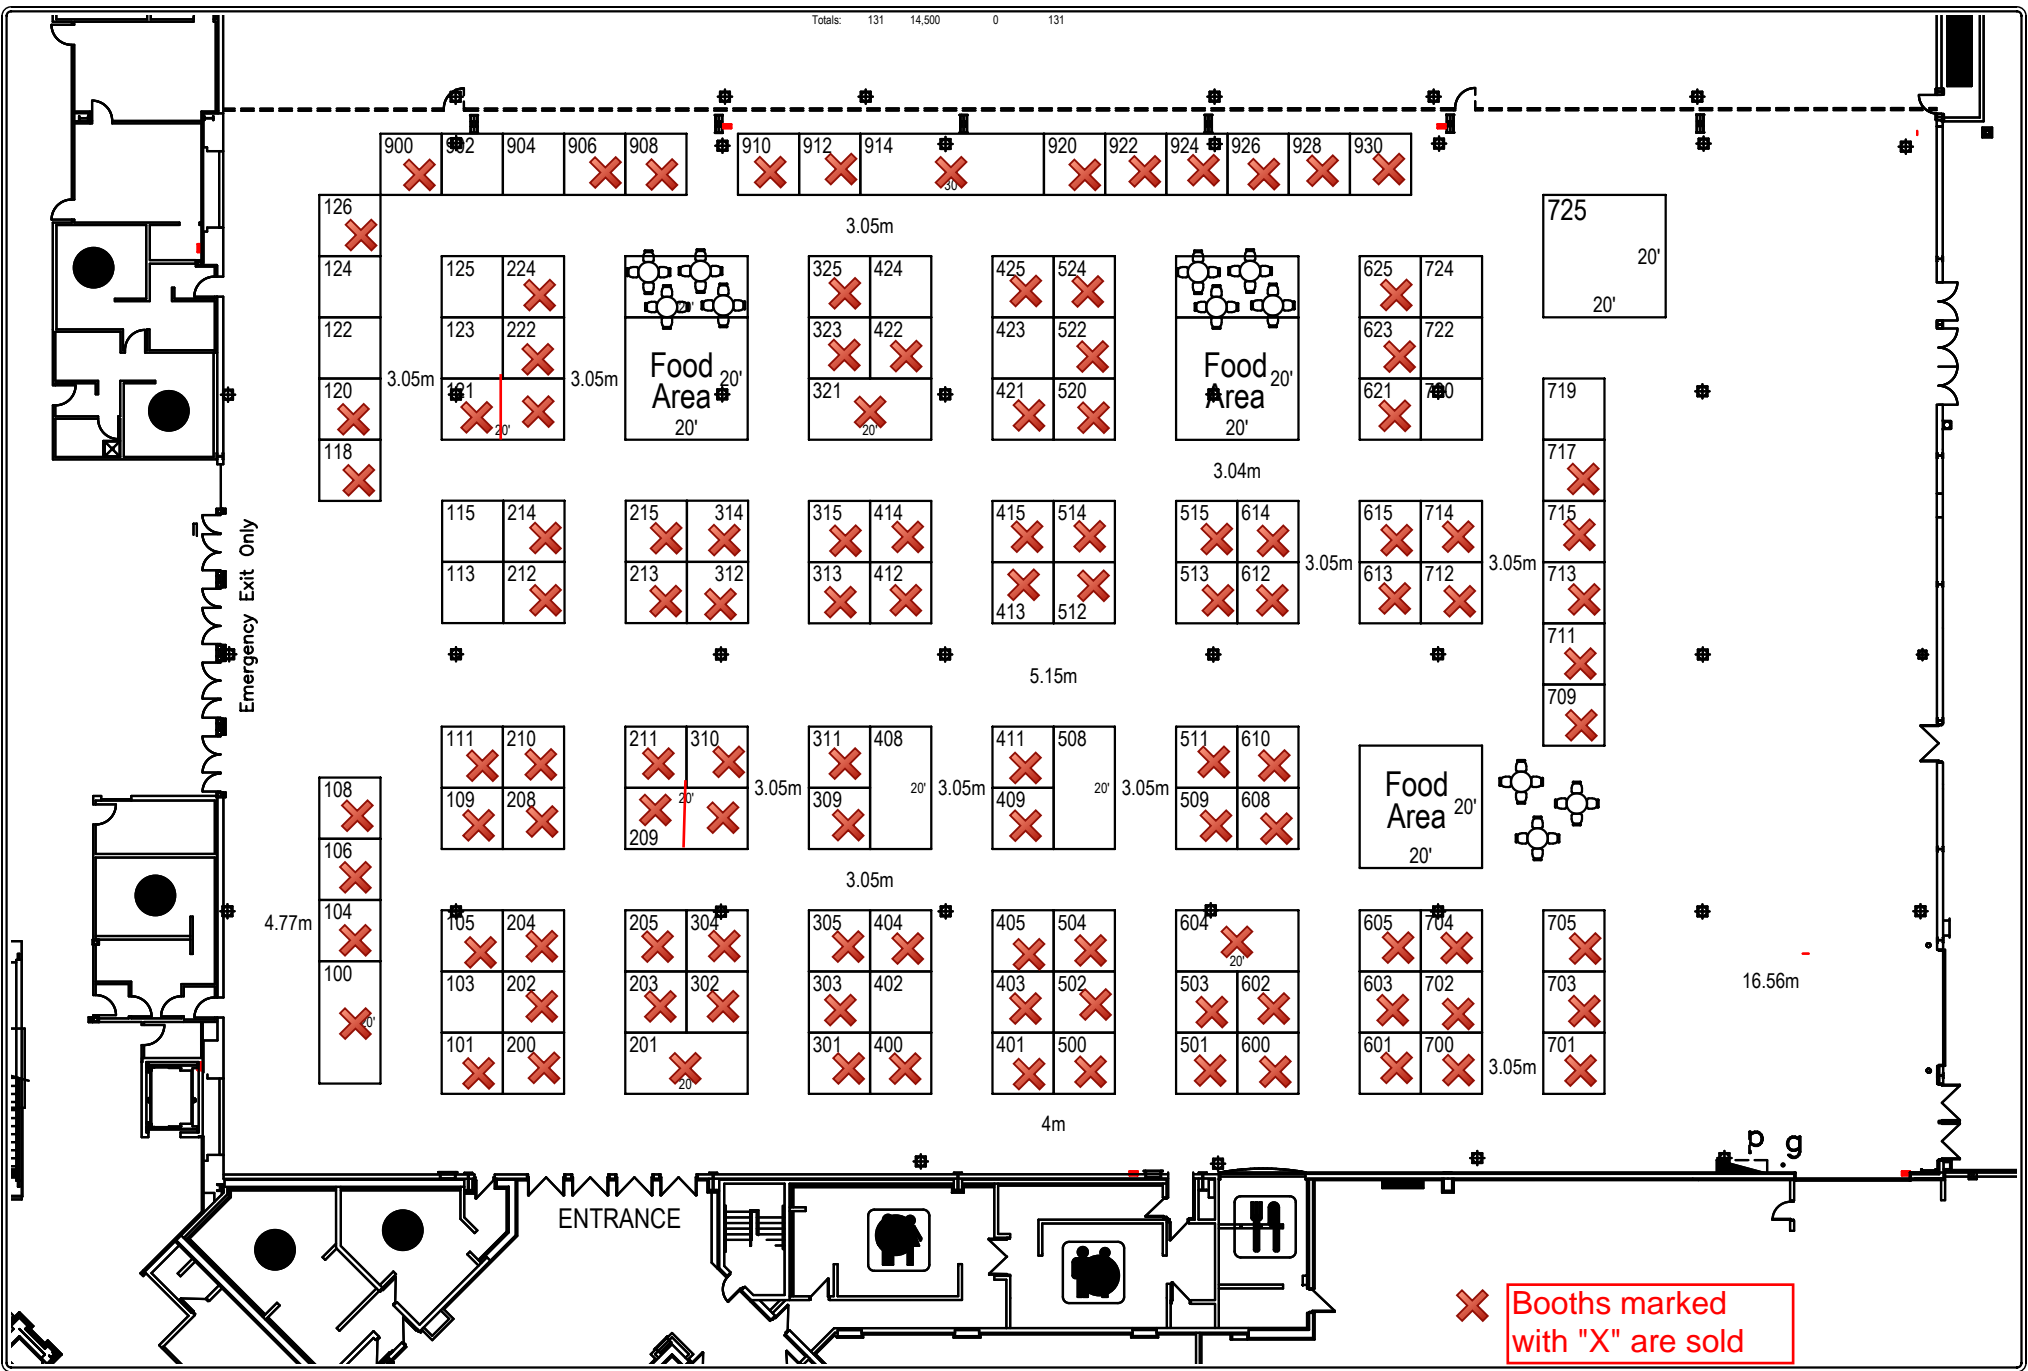 Totals: 131 14,500 0 131
900 902 904 906 908 910 912 914 920 922 924 926 928 930
30'
126 725
3.05m
124 125 224 325 424 425 524 625 724 20'
20'
122 123 222 323 422 423 522 623 722
Food Area 20' 20'
Food Area 20' 20'
3.05m 3.05m
120 121 321 421 520 621 720 719
20' 20'
118 3.04m 717
115 214 215 314 315 414 415 514 515 614 615 714 715
3.05m 3.05m
113 212 213 312 313 412 413 512 513 612 613 712 713
Emergency Exit Only
711
5.15m
709
111 210 211 310 311 408 411 508 511 610
108 3.05m 20' 3.05m 20' 3.05m
109 208 209 20' 309 409 509 608
Food Area 20' 20'
106
3.05m
104 105 204 205 304 305 404 405 504 604 605 704 705
4.77m 20'
100 103 202 203 302 303 402 403 502 503 602 603 702 703
20' 16.56m
101 200 201 301 400 401 500 501 600 601 700 701
20' 3.05m
4m
p.g
ENTRANCE
Booths marked
with "X" are sold